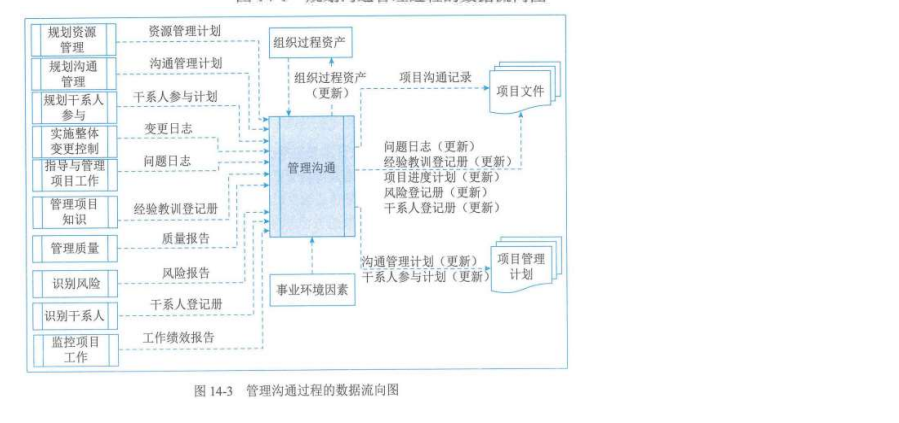 规划资源
管理
资源管理计划
规划沟通
管理
沟通管理计划
规划干系人
参与
干系人参与计划
实施整体
变更控制
变更日志
指导与管理
项目工作
问题日志
管理项目
知识
经验教训登记册
管理质量
质量报告
识别风险
风险报告
识别干系人
干系人登记册
监控项目
工作
工作绩效报告
组织过程资产
组织过程资产
（更新）
管理沟通
事业环境因素
项目沟通记录
项目文件
问题日志（更新）
经验教训登记册（更新）
项目进度计划（更新）
风险登记册（更新）
干系人登记册（更新）
沟通管理计划（更新）
干系人参与计划（更新）
项目管理
计划
图 14-3 管理沟通过程的数据流向图